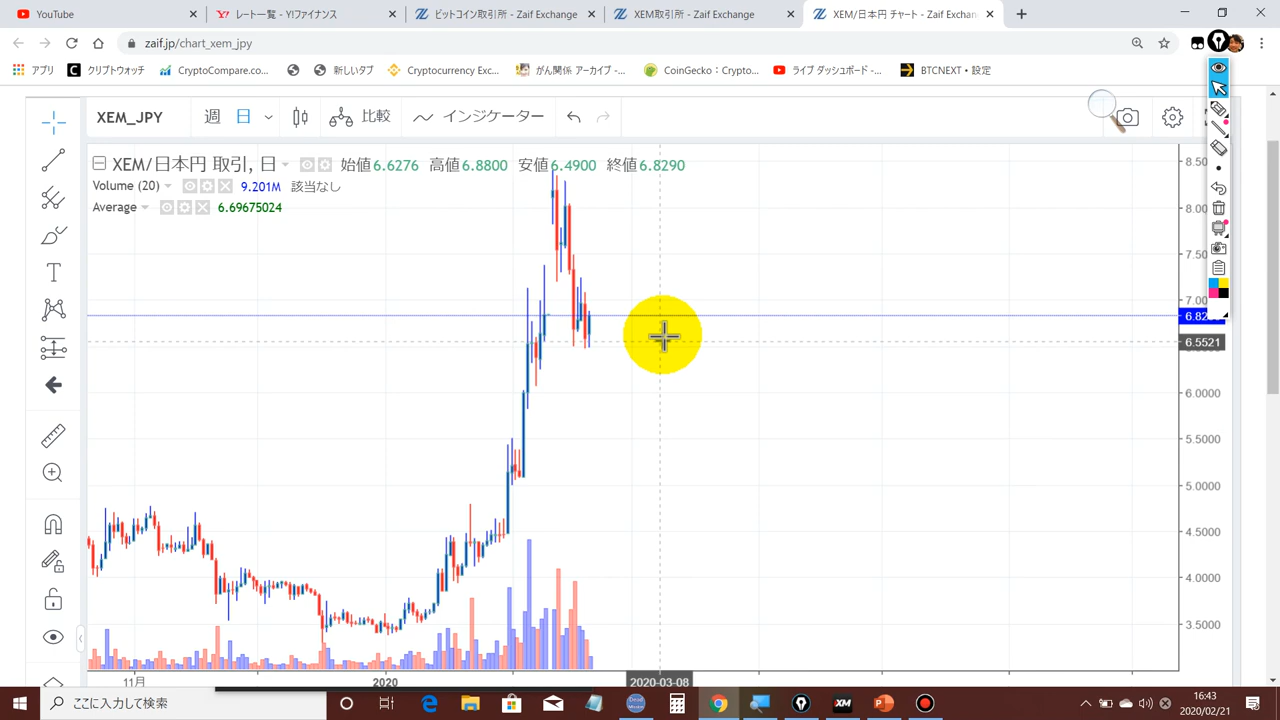 YouTube
レート一覧 - Y!ファイナンス
ビットコイン取引所 - Zaif Exchange
XEM取引所 - Zaif Exchange
XEM/日本円 チャート - Zaif Exchan
zaif.jp/chart_xem_jpy
アプリ
クリプトウォッチ
CryptoCompare.co...
新しいタブ
Cryptocurrency Exc...
がん関係 アーカイブ -...
CoinGecko：Crypto...
ライブ ダッシュボード -...
BTCNEXT・設定
XEM_JPY
週
日
比較
インジケーター
XEM/日本円 取引, 日
始値6.6276 高値6.8800 安値6.4900 終値6.8290
Volume (20)
9.201M
該当なし
Average
6.69675024
8.50
8.00
7.50
7.00
6.82
6.5521
6.0000
5.5000
5.0000
4.5000
4.0000
3.5000
11月
2020
2020-03-08
ここに入力して検索
XM
16:43
2020/02/21